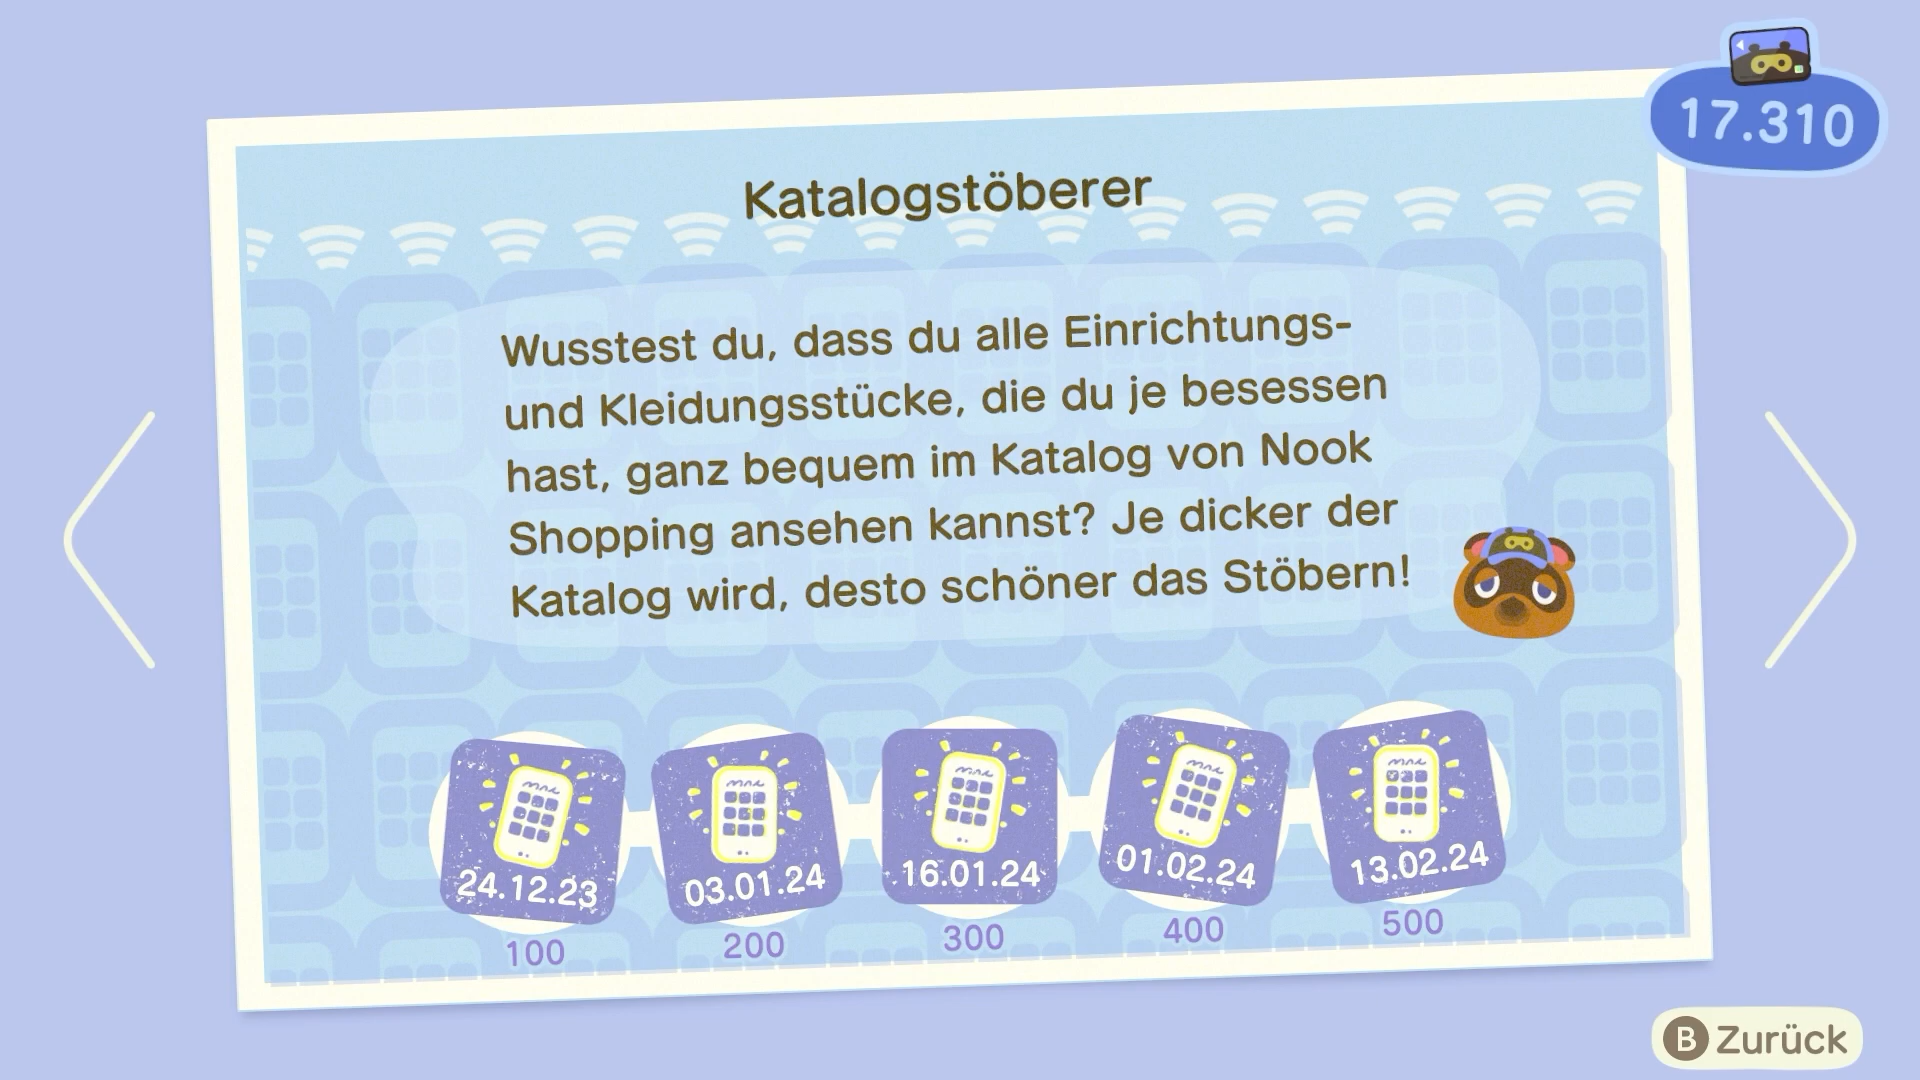 17.310
Katalogstöberer
Wusstest du, dass du alle Einrichtungs-
und Kleidungsstücke, die du je besessen
hast, ganz bequem im Katalog von Nook
Shopping ansehen kannst? Je dicker der
Katalog wird, desto schöner das Stöbern!
24.12.23
03.01.24
16.01.24
01.02.24
13.02.24
100
200
300
400
500
B Zurück